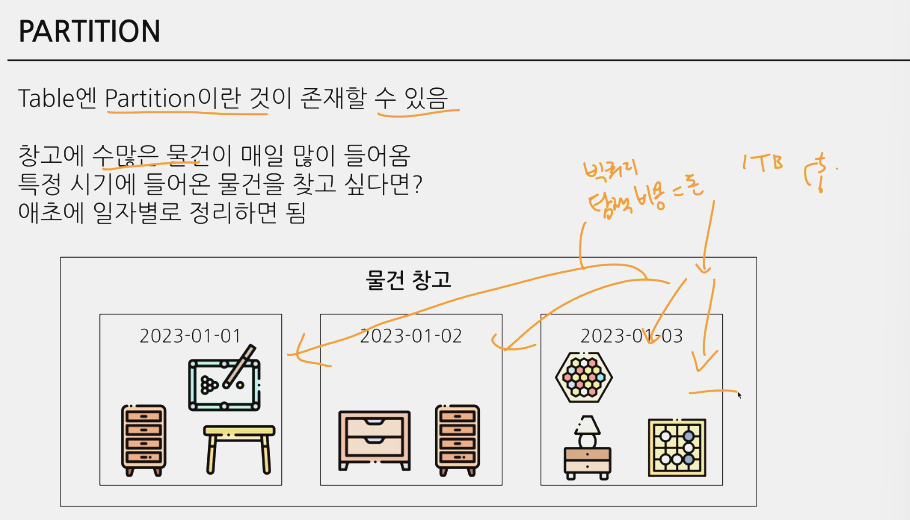 PARTITION
Table엔 Partition이란 것이 존재할 수 있음
창고에 수많은 물건이 매일 많이 들어옴
특정 시기에 들어온 물건을 찾고 싶다면?
애초에 일자별로 정리하면 됨
빅쿼리
탐색 비용 = 돈
1TB
물건 창고
2023-01-01
2023-01-02
2023-01-03